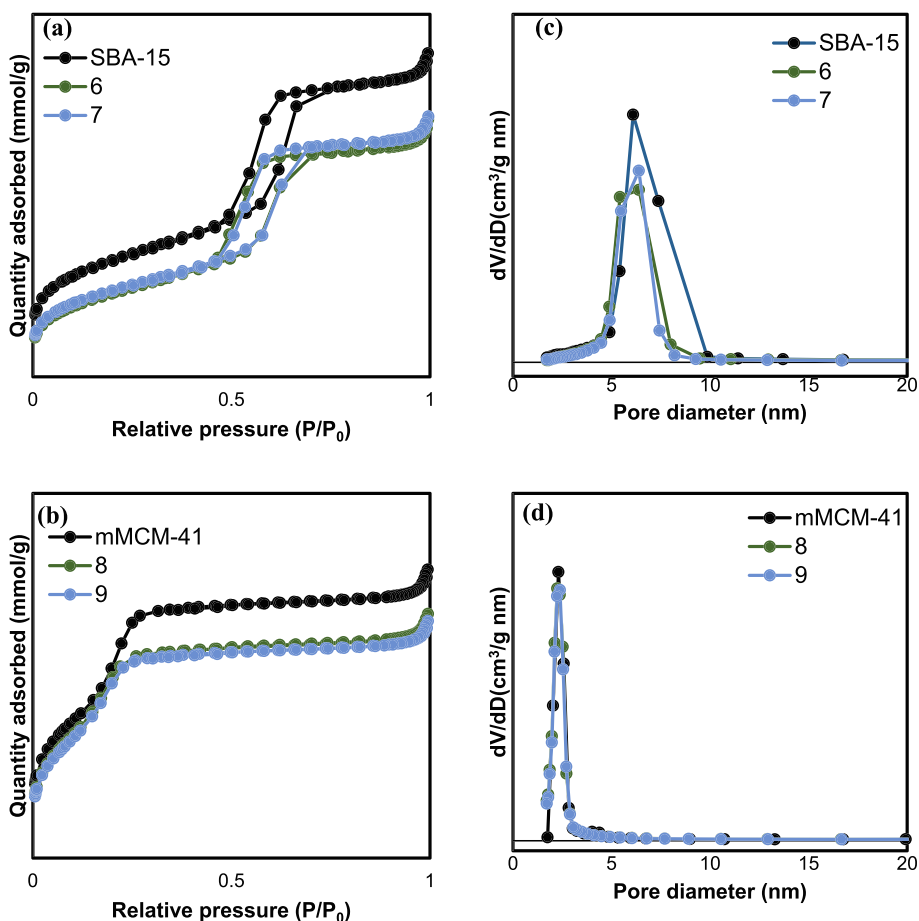 (a)
SBA-15
6
7
Quantity adsorbed (mmol/g)
0 0.5 1
Relative pressure (P/P0)
(c)
SBA-15
6
7
dV/dD(cm³/g nm)
0 5 10 15 20
Pore diameter (nm)
(b)
mMCM-41
8
9
Quantity adsorbed (mmol/g)
0 0.5 1
Relative pressure (P/P0)
(d)
mMCM-41
8
9
dV/dD(cm³/g nm)
0 5 10 15 20
Pore diameter (nm)